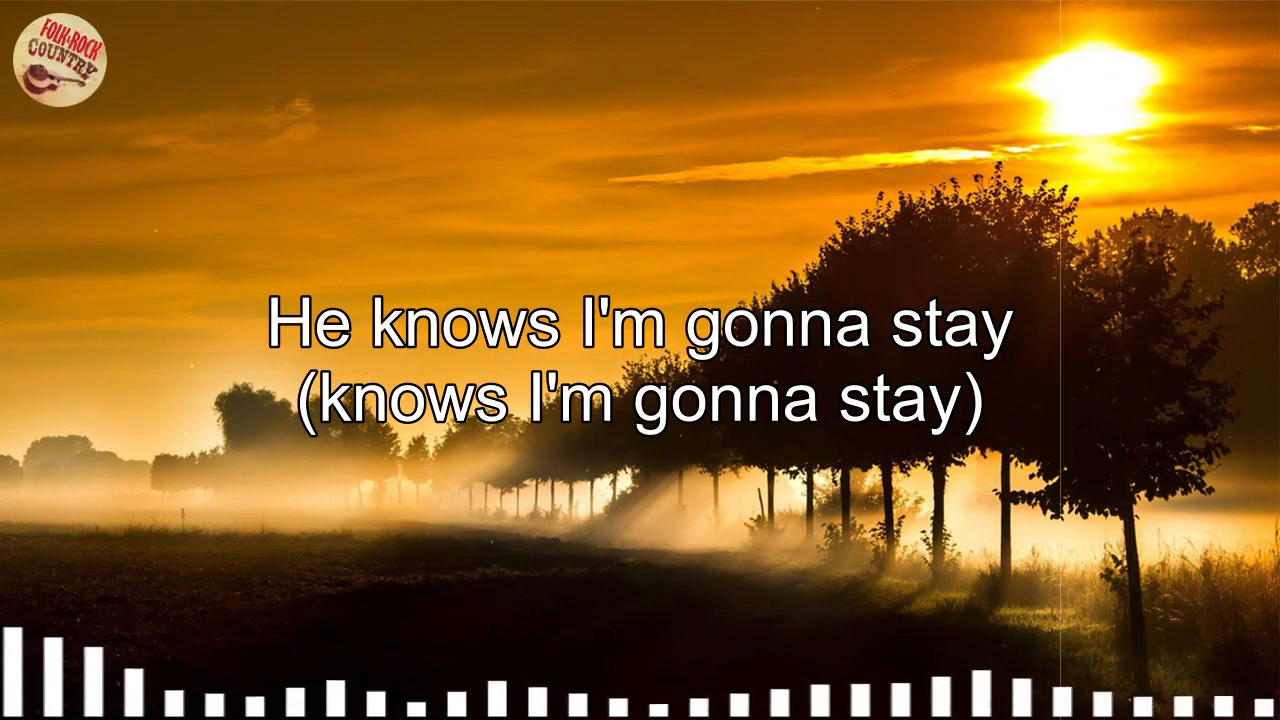 FOLK & ROCK
COUNTRY
He knows I'm gonna stay
(knows I'm gonna stay)